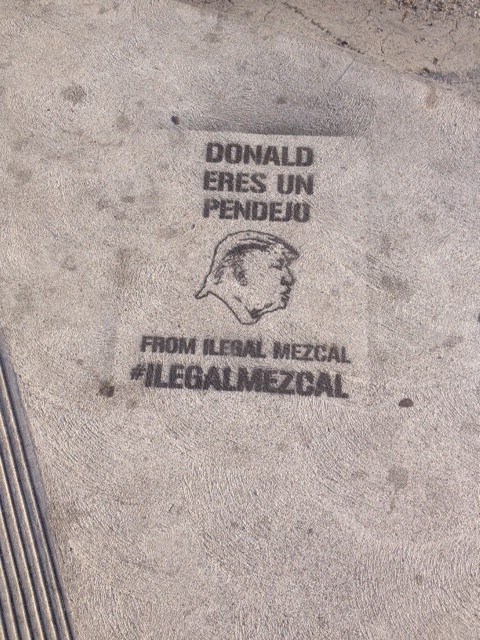 DONALD
ERES UN
PENDEJO
FROM ILEGAL MEZCAL
#ILEGALMEZCAL